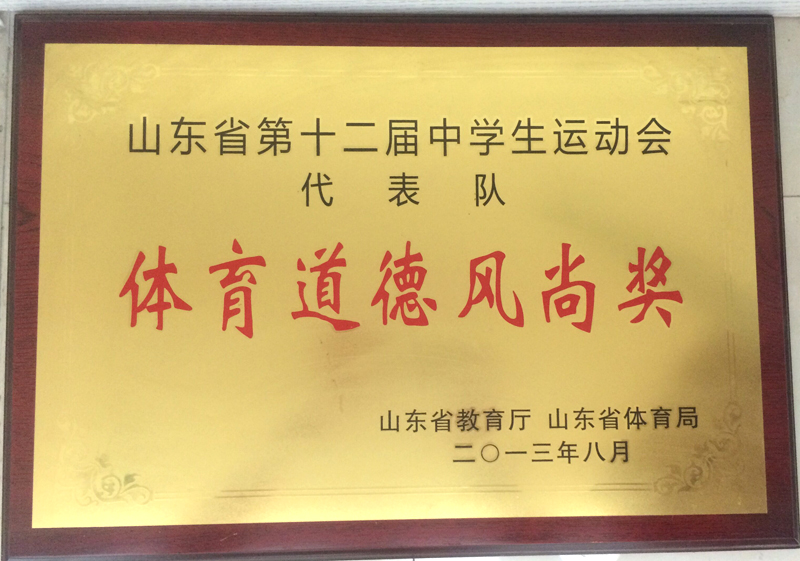 山东省第十二届中学生运动会
代表队
体育道德风尚奖
山东省教育厅 山东省体育局
二〇一三年八月